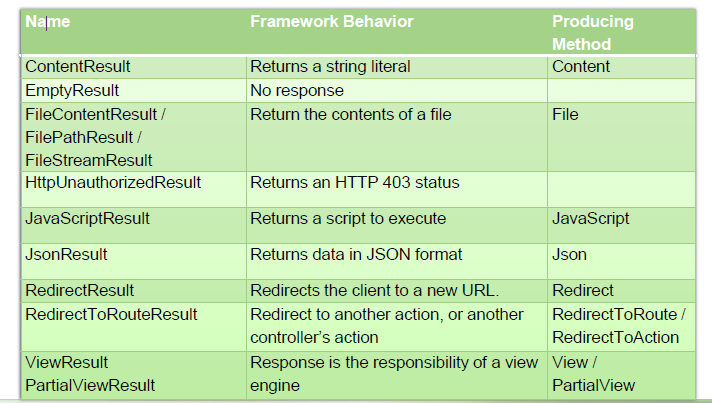 Name Framework Behavior Producing
Method
ContentResult Returns a string literal Content
EmptyResult No response
FileContentResult / Return the contents of a file File
FilePathResult /
FileStreamResult
HttpUnauthorizedResult Returns an HTTP 403 status
JavaScriptResult Returns a script to execute JavaScript
JsonResult Returns data in JSON format Json
RedirectResult Redirects the client to a new URL. Redirect
RedirectToRouteResult Redirect to another action, or another RedirectToRoute /
controller's action RedirectToAction
ViewResult Response is the responsibility of a view View /
PartialViewResult engine PartialView